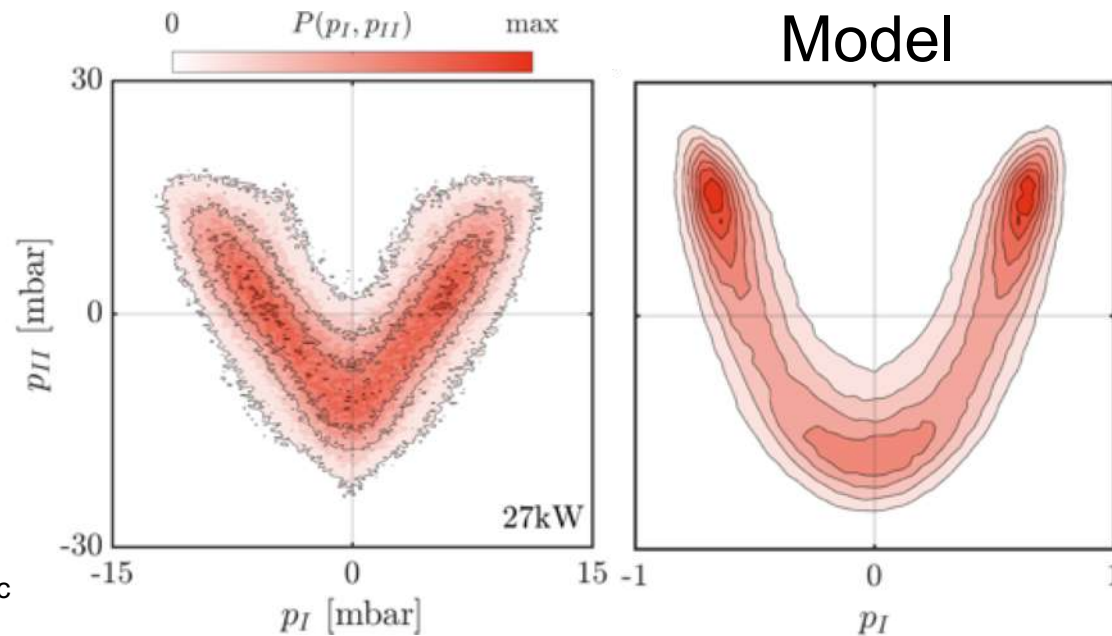 0 P(p_I, p_II) max
Model
30
0
-30
p_II [mbar]
27kW
-15 0 15
-1 0 1
p_I [mbar]
p_I
c